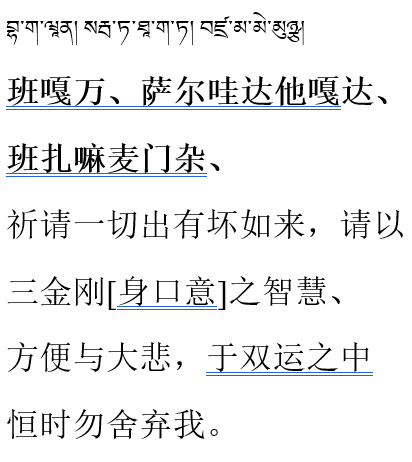 བྷ་ག་ཝཱན། སརྦ་ཏ་ཐཱ་ག་ཏ། བཛྲ་མ་མེ་མུཉྩ།
班嘎万、萨尔哇达他嘎达、
班扎嘛麦门杂、
祈请一切出有坏如来，请以
三金刚[身口意]之智慧、
方便与大悲，于双运之中
恒时勿舍弃我。